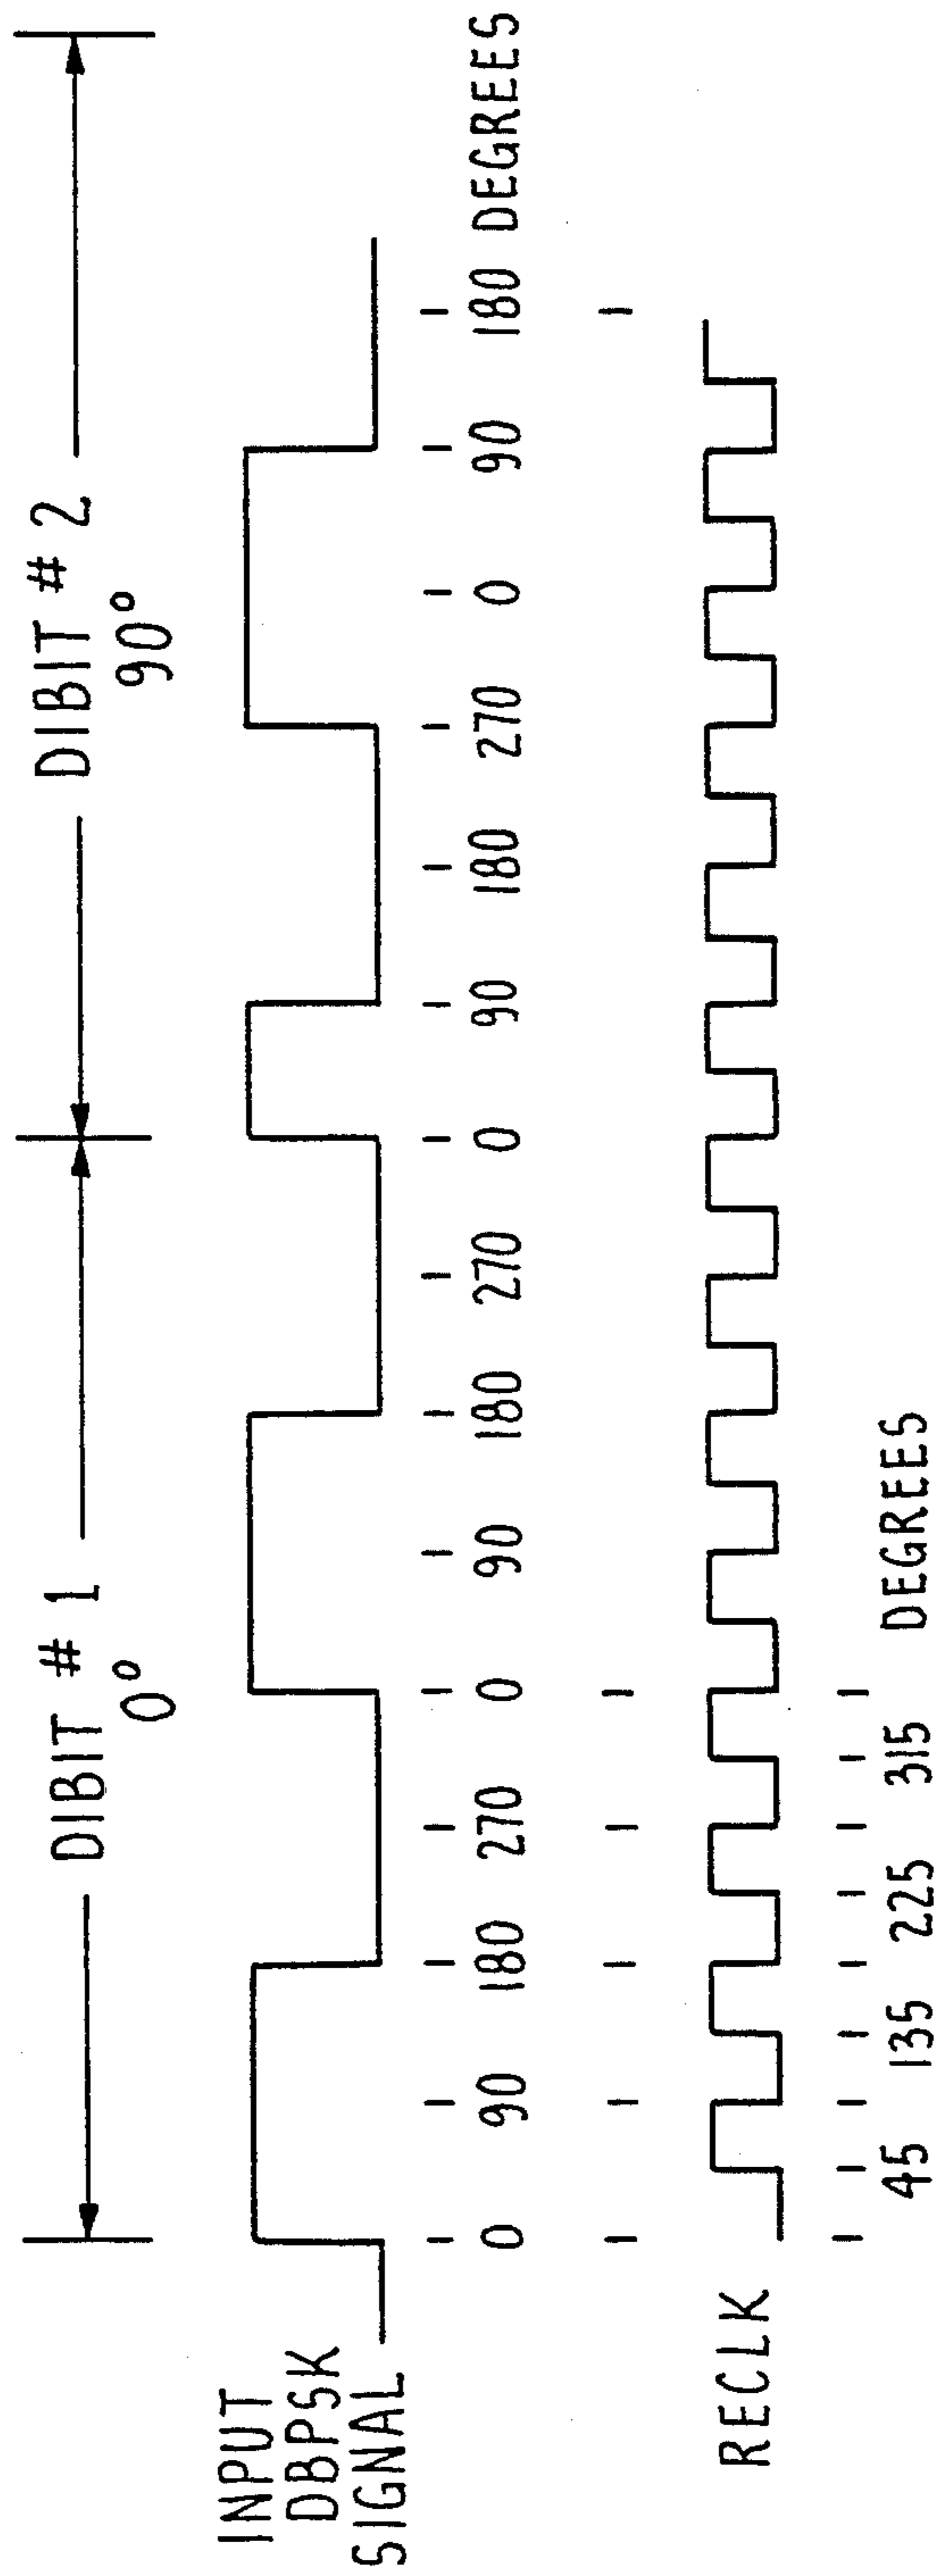 DIBIT # 1
0°
DIBIT # 2
90°
INPUT
DBPSK
SIGNAL
0 90 180 270 0 90 180 270 0 90 180 270 0 90 180 DEGREES
RECLK
45 135 225 315 DEGREES